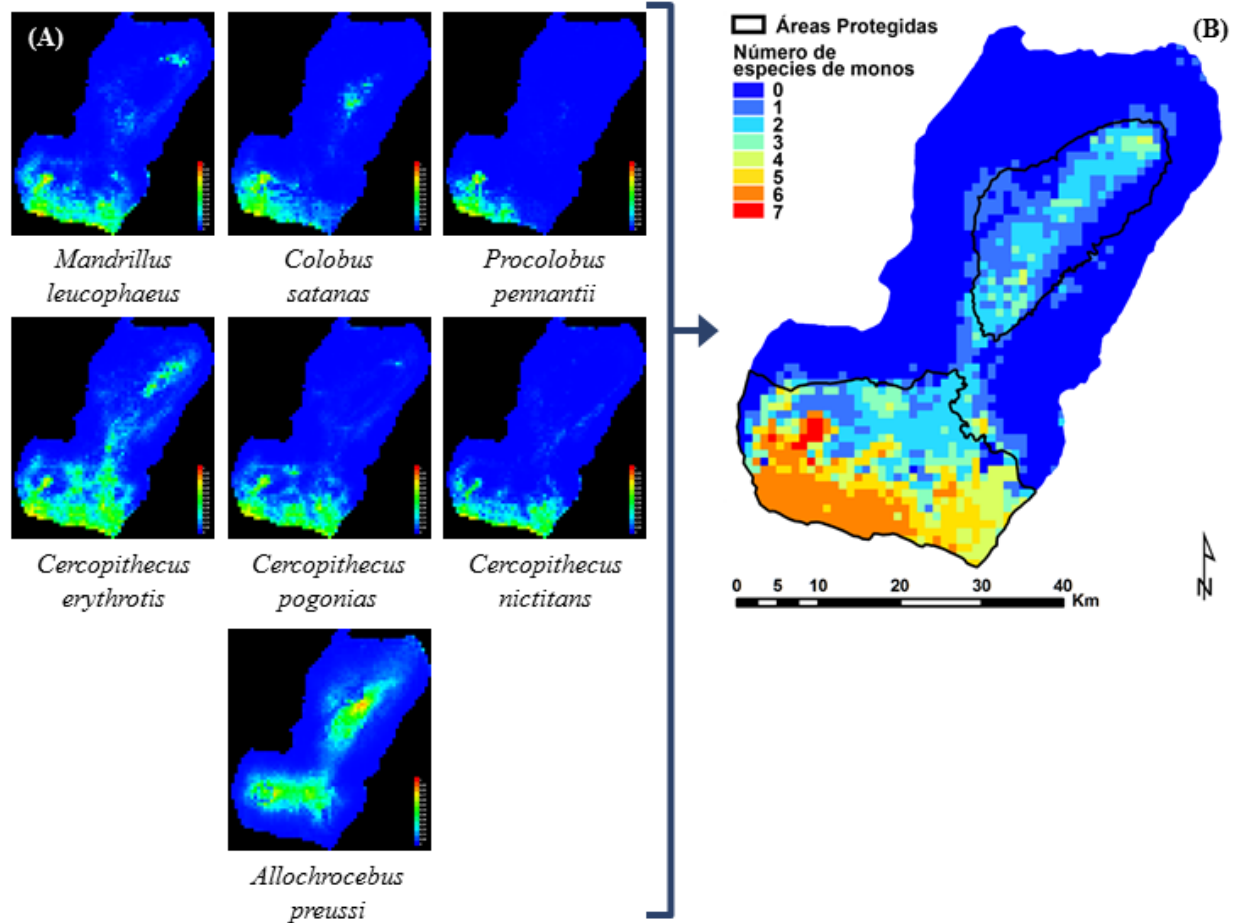 (A)
Mandrillus
leucophaeus
Colobus
satanas
Procolobus
pennantii
Cercopithecus
erythrotis
Cercopithecus
pogonias
Cercopithecus
nictitans
Allochrocebus
preussi
(B)
Áreas Protegidas
Número de
especies de monos
0
1
2
3
4
5
6
7
0 5 10 20 30 40
Km
N